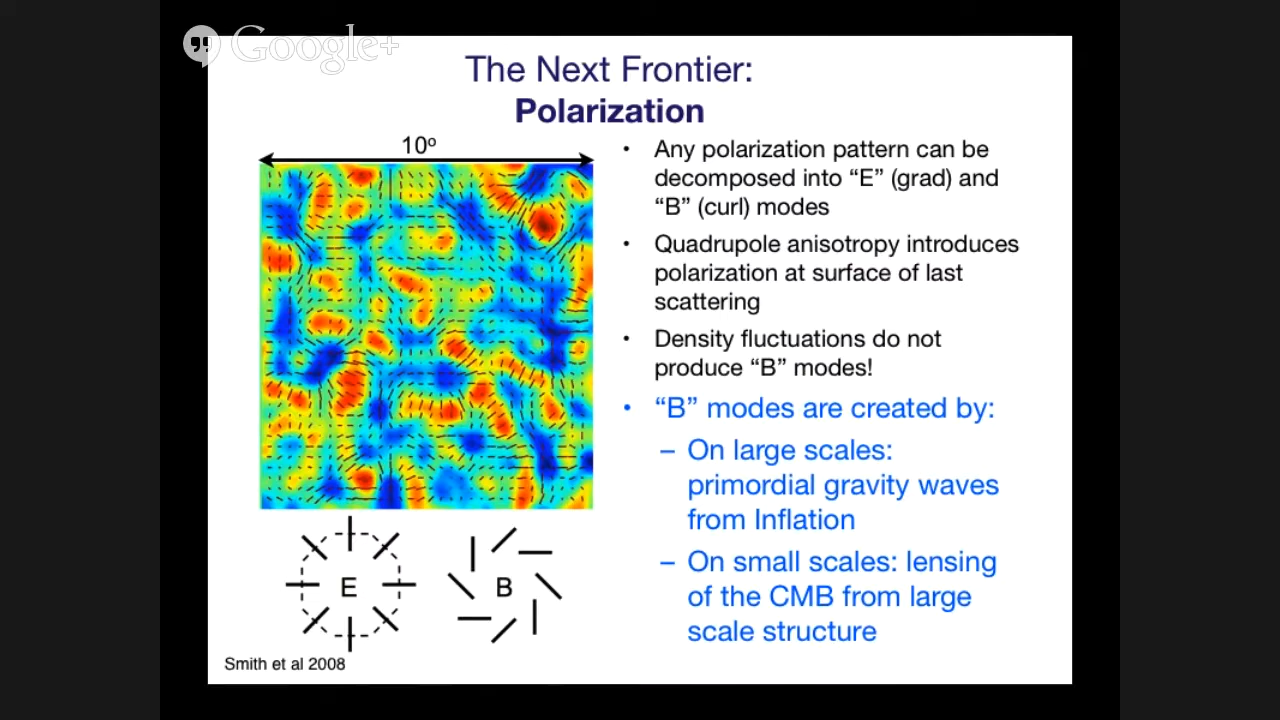 Google+
The Next Frontier:
Polarization
10º
• Any polarization pattern can be
decomposed into “E” (grad) and
“B” (curl) modes
• Quadrupole anisotropy introduces
polarization at surface of last
scattering
• Density fluctuations do not
produce “B” modes!
• “B” modes are created by:
– On large scales:
primordial gravity waves
from Inflation
– On small scales: lensing
of the CMB from large
scale structure
E
B
Smith et al 2008